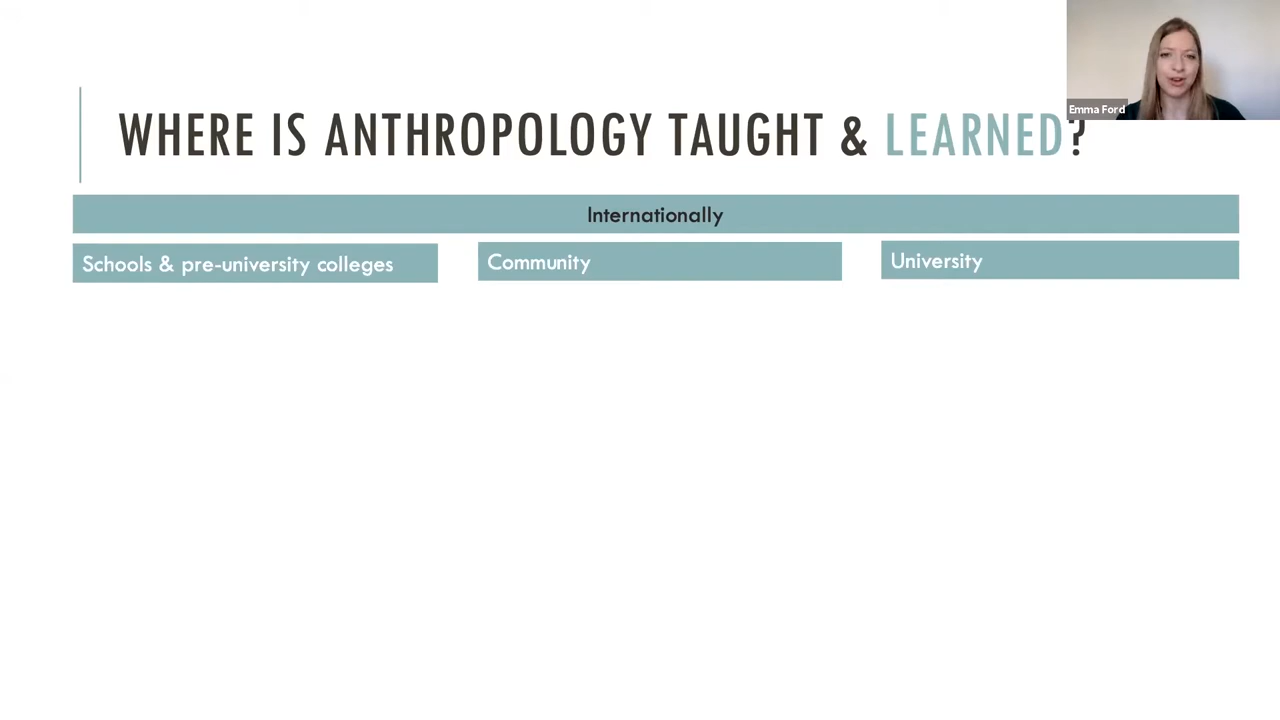 Emma Ford
WHERE IS ANTHROPOLOGY TAUGHT & LEARNED?
Internationally
Schools & pre-university colleges
Community
University